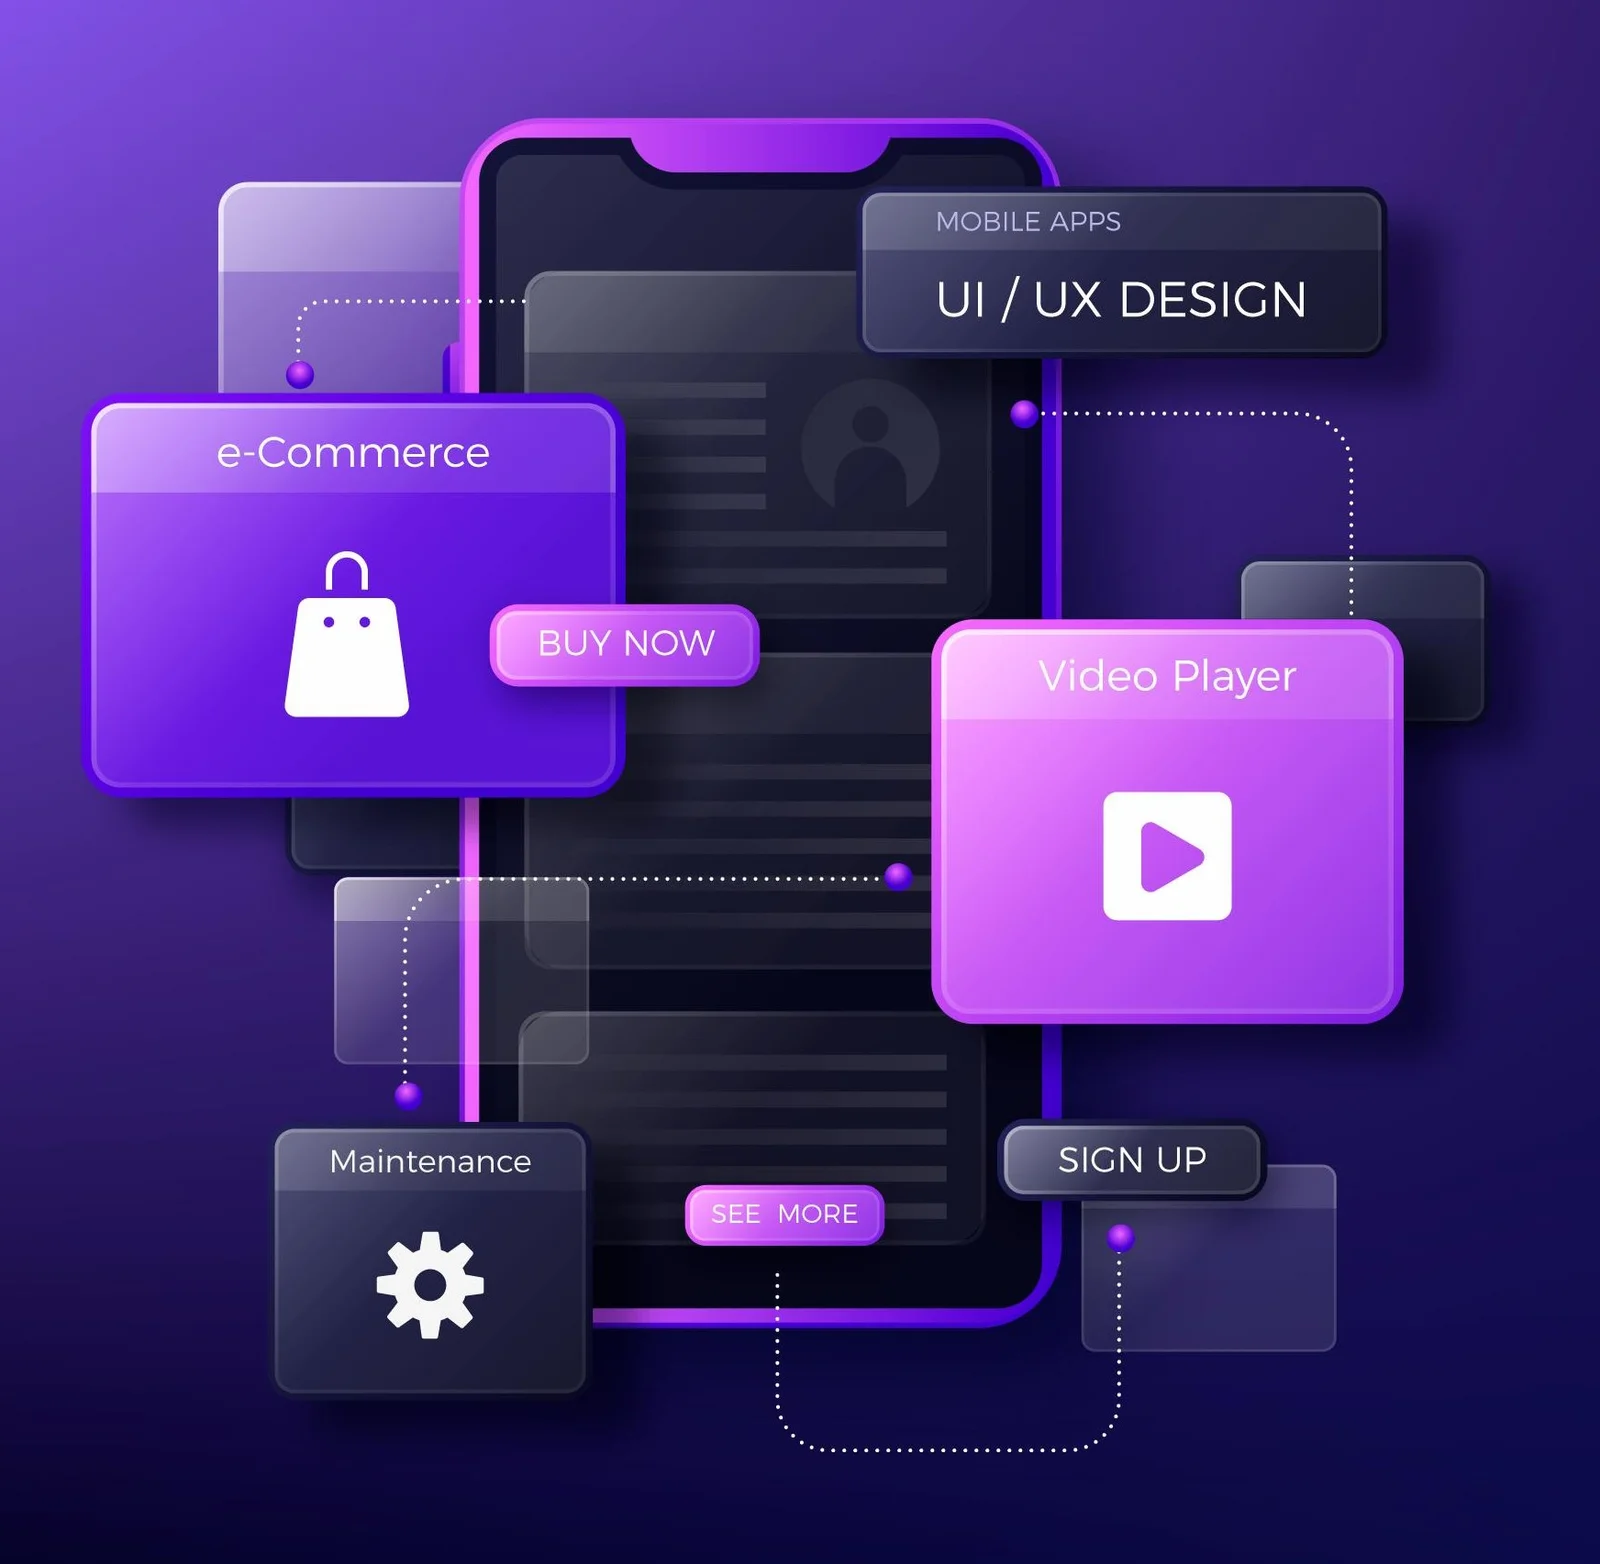 MOBILE APPS
UI / UX DESIGN
e-Commerce
BUY NOW
Video Player
Maintenance
SIGN UP
SEE MORE